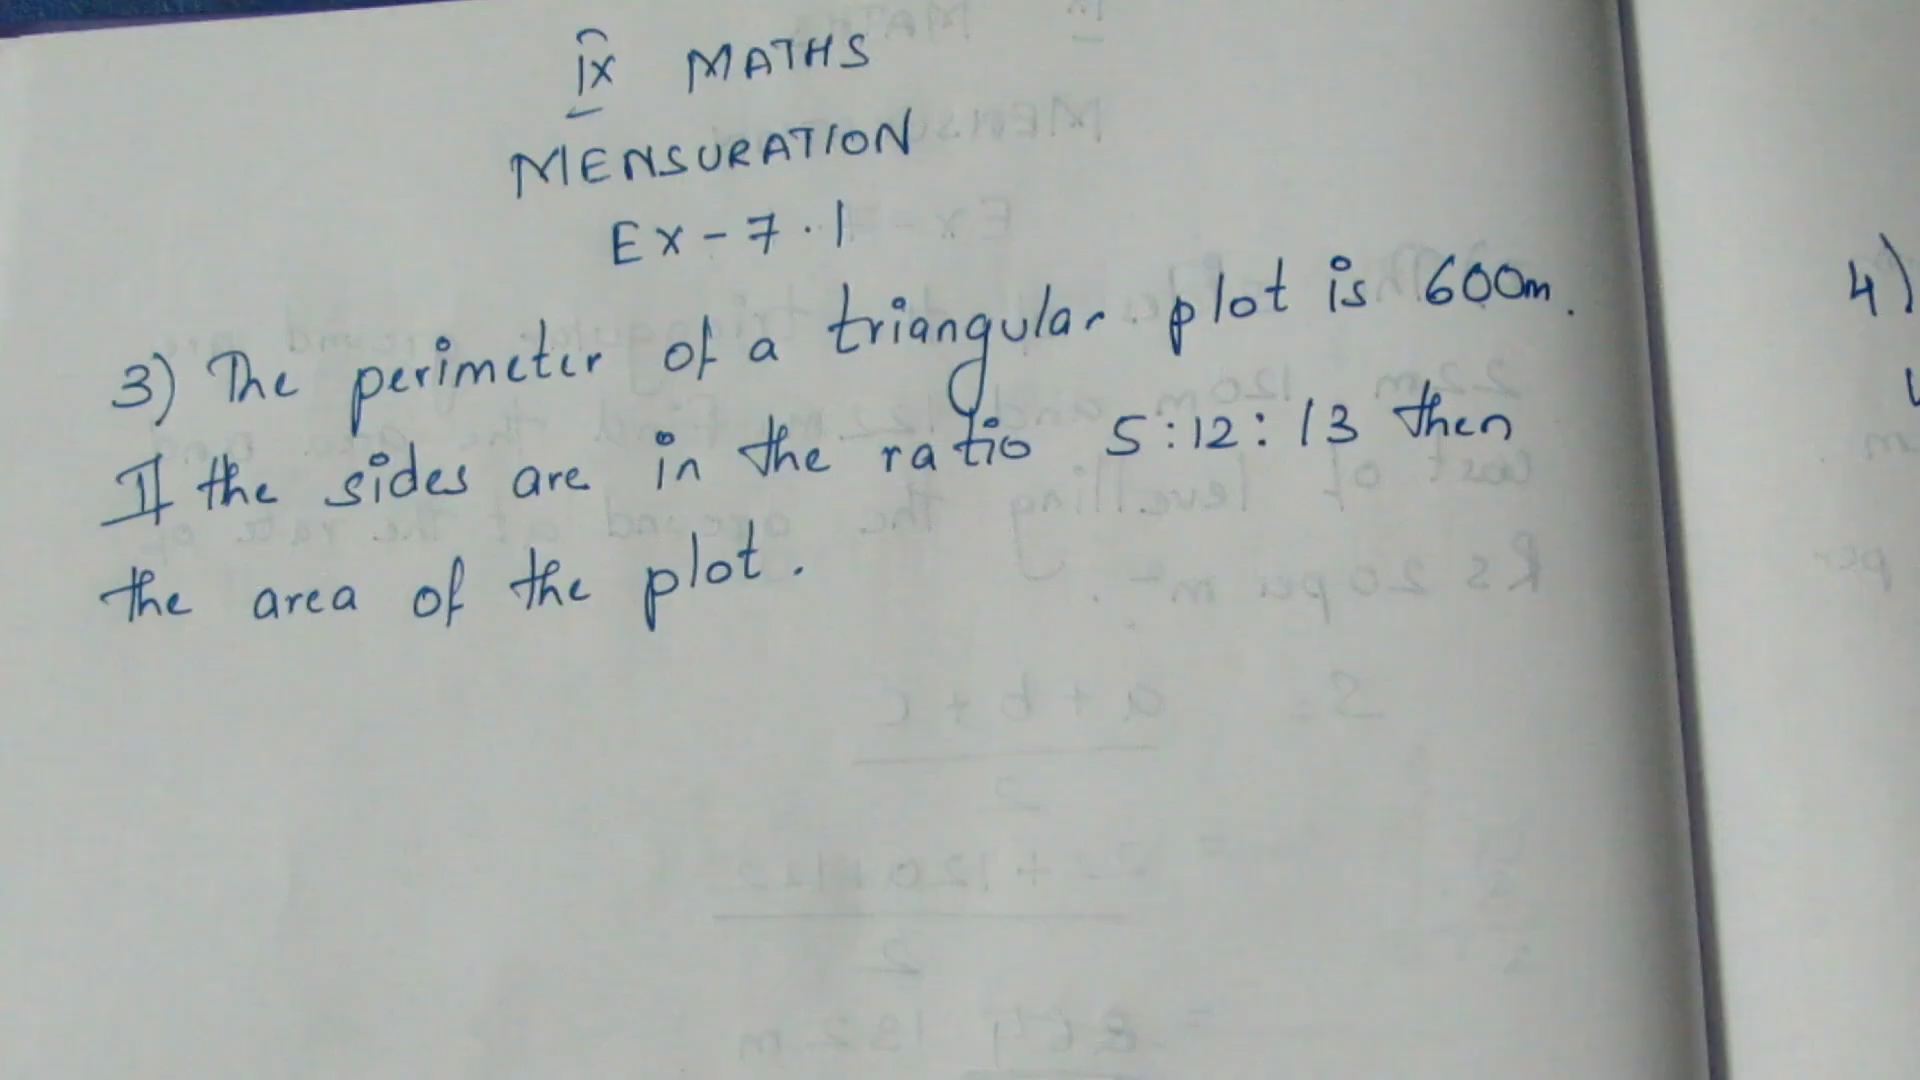 IX MATHS
MENSURATION
Ex - 7.1
3) The perimeter of a triangular plot is 600m.
If the sides are in the ratio 5:12:13 then
the area of the plot.
4)